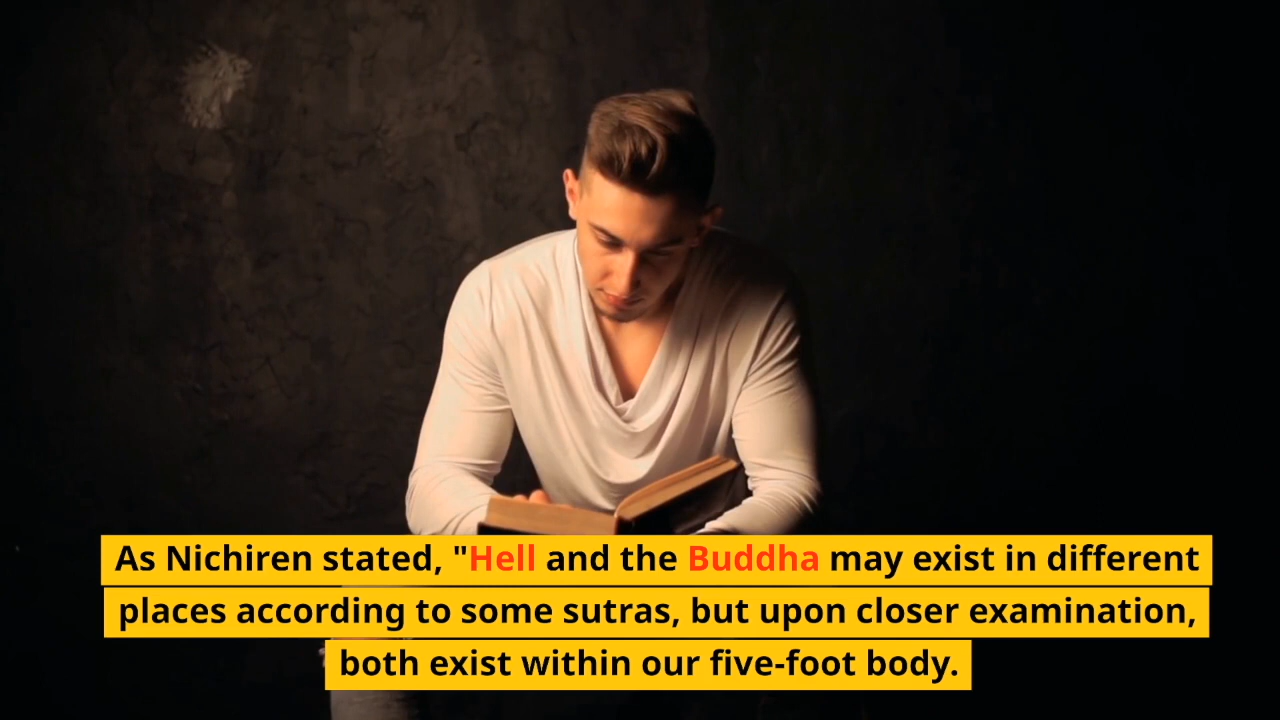 As Nichiren stated, "Hell and the Buddha may exist in different
places according to some sutras, but upon closer examination,
both exist within our five-foot body.